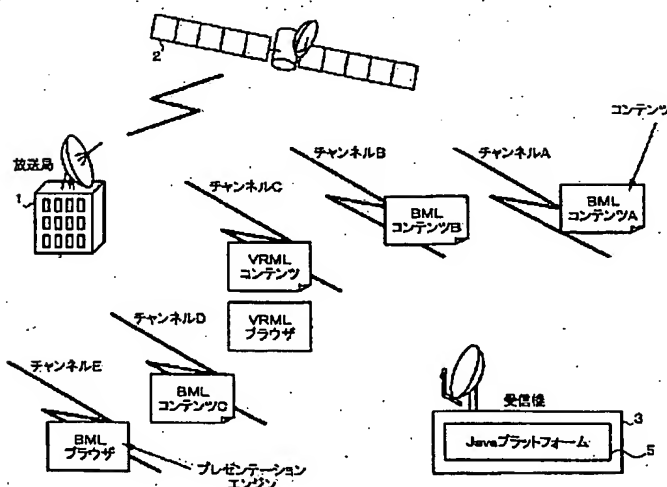 2
コンテンツ
放送局
1
チャンネルC
チャンネルB
チャンネルA
BML
コンテンツB
BML
コンテンツA
VRML
コンテンツ
VRML
ブラウザ
チャンネルD
チャンネルE
BML
コンテンツC
BML
ブラウザ
プレゼンテーション
エンジン
受信機
3
Javaプラットフォーム
5